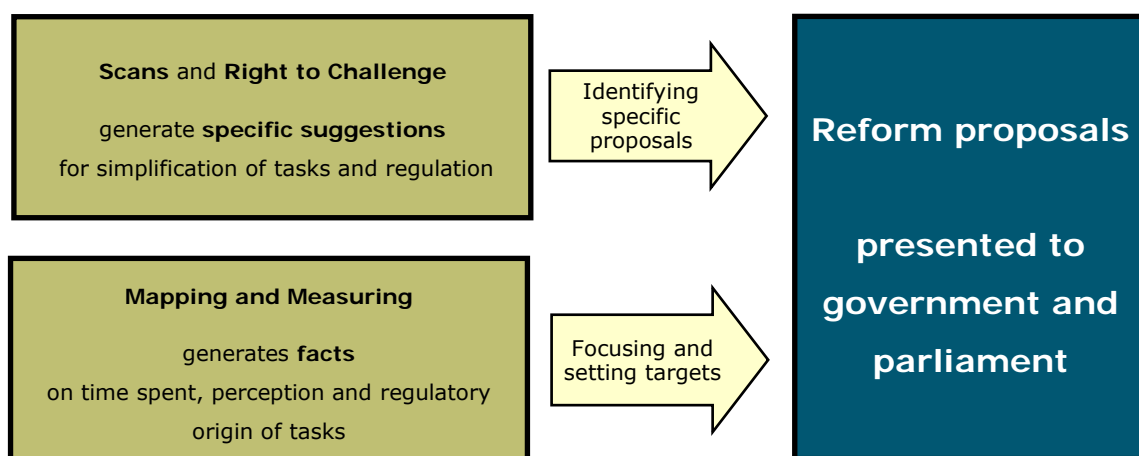 Scans and Right to Challenge
generate specific suggestions
for simplification of tasks and regulation
Identifying
specific
proposals
Mapping and Measuring
generates facts
on time spent, perception and regulatory
origin of tasks
Focusing and
setting targets
Reform proposals
presented to
government and
parliament